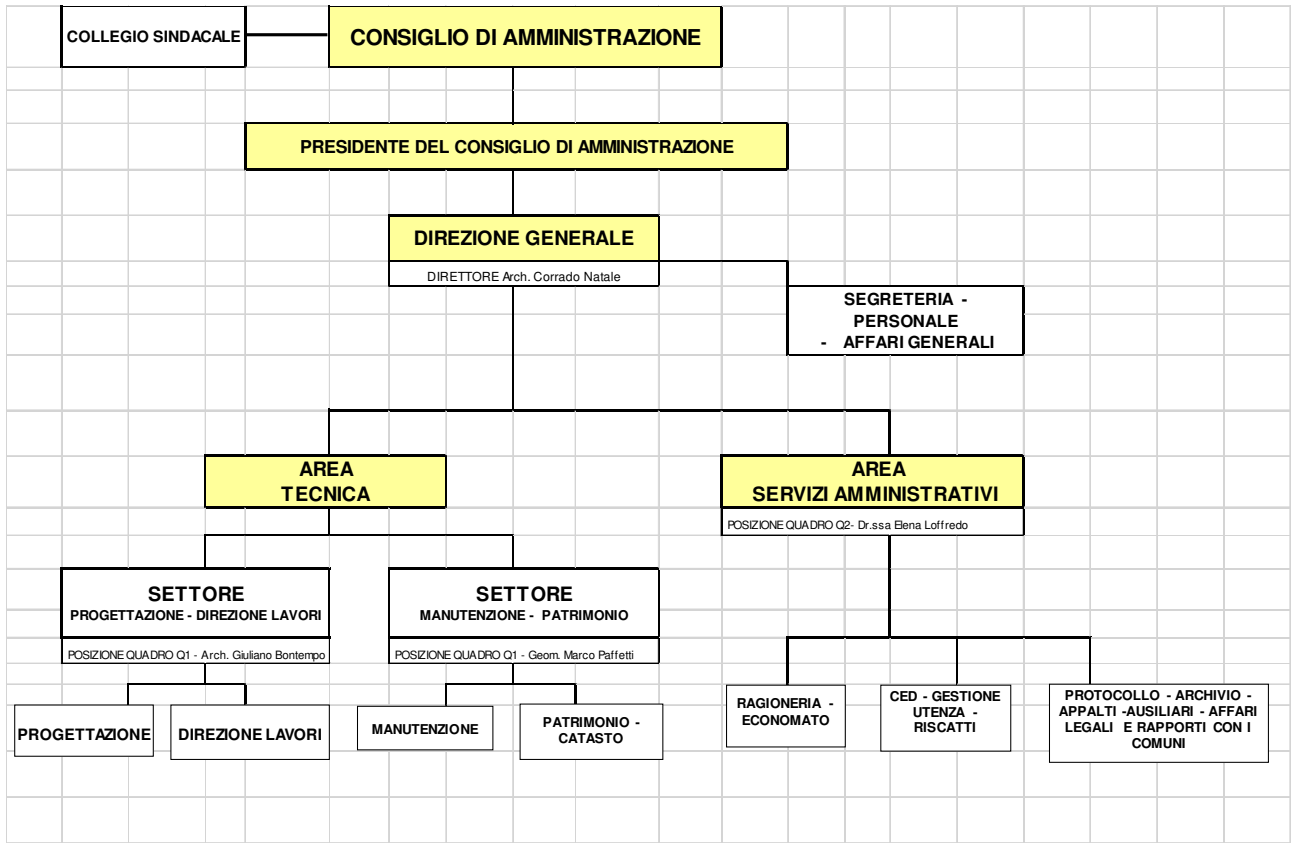 COLLEGIO SINDACALE
CONSIGLIO DI AMMINISTRAZIONE
PRESIDENTE DEL CONSIGLIO DI AMMINISTRAZIONE
DIREZIONE GENERALE
DIRETTORE Arch. Corrado Natale
SEGRETERIA -
PERSONALE
- AFFARI GENERALI
AREA
TECNICA
AREA
SERVIZI AMMINISTRATIVI
POSIZIONE QUADRO Q2- Dr.ssa Elena Loffredo
SETTORE
PROGETTAZIONE - DIREZIONE LAVORI
POSIZIONE QUADRO Q1 - Arch. Giuliano Bontempo
SETTORE
MANUTENZIONE - PATRIMONIO
POSIZIONE QUADRO Q1 - Geom. Marco Paffetti
PROGETTAZIONE
DIREZIONE LAVORI
MANUTENZIONE
PATRIMONIO -
CATASTO
RAGIONERIA -
ECONOMATO
CED - GESTIONE
UTENZA -
RISCATTI
PROTOCOLLO - ARCHIVIO -
APPALTI -AUSILIARI - AFFARI
LEGALI E RAPPORTI CON I
COMUNI